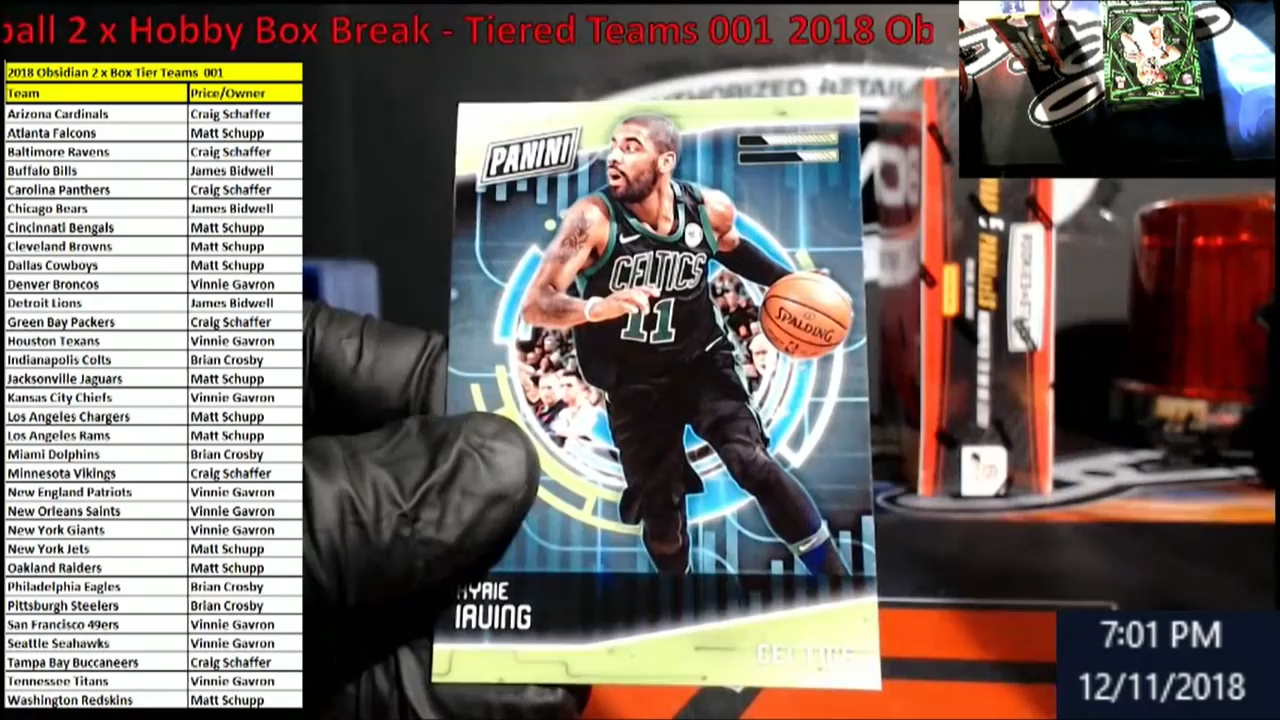 ball 2 x Hobby Box Break - Tiered Teams 001 2018 Ob
2018 Obsidian 2 x Box Tier Teams 001
Team Price/Owner
Arizona Cardinals Craig Schaffer
Atlanta Falcons Matt Schupp
Baltimore Ravens Craig Schaffer
Buffalo Bills James Bidwell
Carolina Panthers Craig Schaffer
Chicago Bears James Bidwell
Cincinnati Bengals Matt Schupp
Cleveland Browns Matt Schupp
Dallas Cowboys Matt Schupp
Denver Broncos Vinnie Gavron
Detroit Lions James Bidwell
Green Bay Packers Craig Schaffer
Houston Texans Vinnie Gavron
Indianapolis Colts Brian Crosby
Jacksonville Jaguars Matt Schupp
Kansas City Chiefs Vinnie Gavron
Los Angeles Chargers Matt Schupp
Los Angeles Rams Matt Schupp
Miami Dolphins Brian Crosby
Minnesota Vikings Craig Schaffer
New England Patriots Vinnie Gavron
New Orleans Saints Vinnie Gavron
New York Giants Vinnie Gavron
New York Jets Matt Schupp
Oakland Raiders Matt Schupp
Philadelphia Eagles Brian Crosby
Pittsburgh Steelers Brian Crosby
San Francisco 49ers Vinnie Gavron
Seattle Seahawks Vinnie Gavron
Tampa Bay Buccaneers Craig Schaffer
Tennessee Titans Vinnie Gavron
Washington Redskins Matt Schupp
THORIZED RETAIL
PANINI
CELTICS
11
SPALDING
KYRIE
IRVING
CELTICS
7:01 PM
12/11/2018